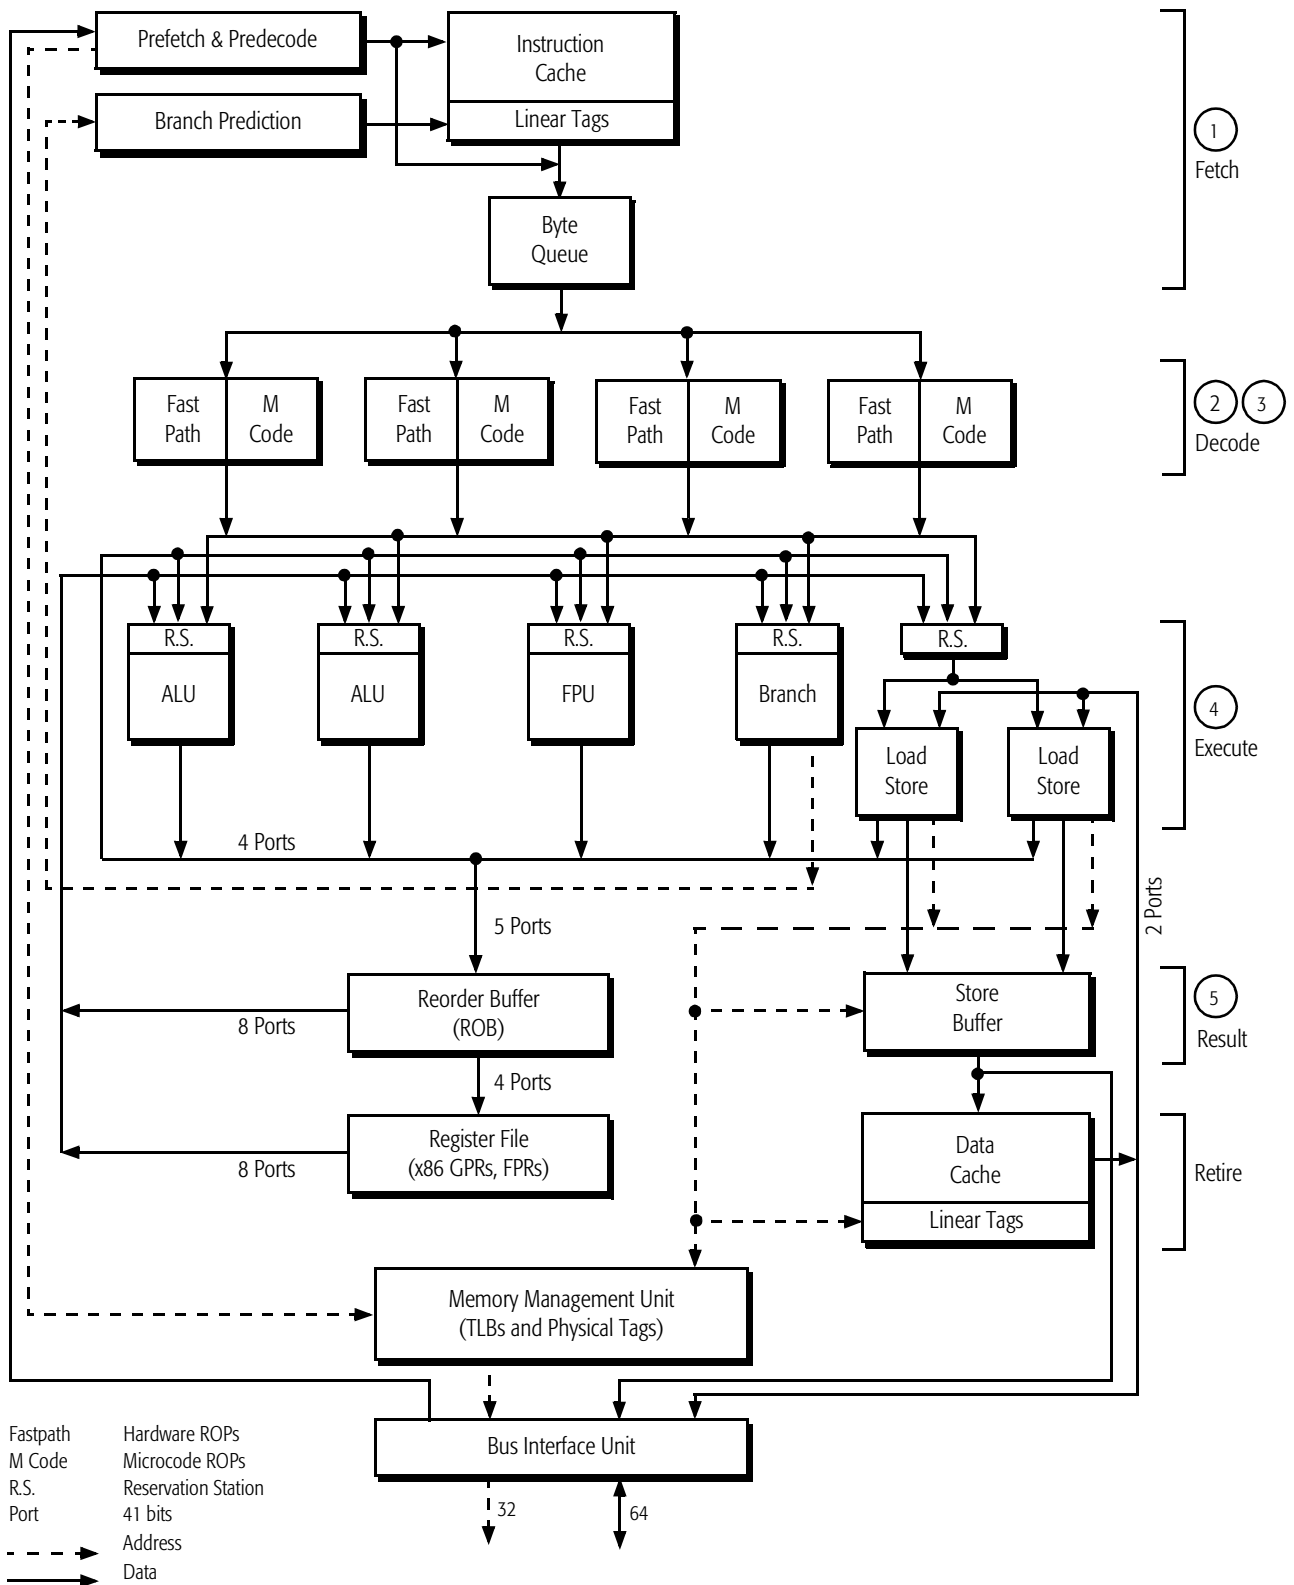 Prefetch & Predecode
Instruction
Cache
Linear Tags
Branch Prediction
1
Fetch
Byte
Queue
Fast
Path
M
Code
Fast
Path
M
Code
Fast
Path
M
Code
Fast
Path
M
Code
2
3
Decode
R.S.
ALU
R.S.
ALU
R.S.
FPU
R.S.
Branch
R.S.
Load
Store
Load
Store
4
Execute
4 Ports
5 Ports
2 Ports
Reorder Buffer
(ROB)
8 Ports
Store
Buffer
5
Result
4 Ports
Register File
(x86 GPRs, FPRs)
8 Ports
Data
Cache
Linear Tags
Retire
Memory Management Unit
(TLBs and Physical Tags)
Bus Interface Unit
32
64
Fastpath Hardware ROPs
M Code Microcode ROPs
R.S. Reservation Station
Port 41 bits
Address
Data